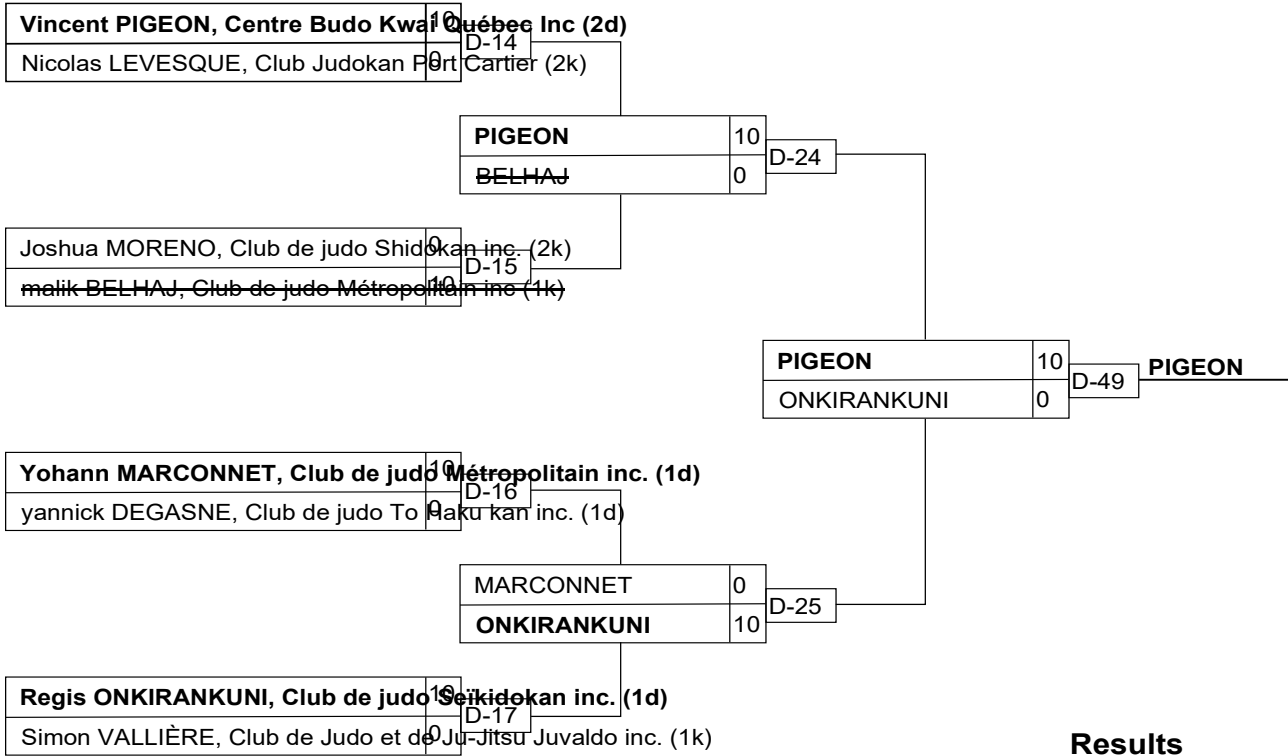 Vincent PIGEON, Centre Budo Kwai Québec Inc (2d) 10
D-14
Nicolas LEVESQUE, Club Judokan Port Cartier (2k) 0
PIGEON 10
D-24
BELHAJ 0
Joshua MORENO, Club de judo Shidokan inc. (2k) 0
D-15
malik BELHAJ, Club de judo Métropolitain inc (1k) 10
PIGEON 10
D-49 PIGEON
ONKIRANKUNI 0
Yohann MARCONNET, Club de judo Métropolitain inc. (1d) 10
D-16
yannick DEGASNE, Club de judo To Haku kan inc. (1d) 0
MARCONNET 0
D-25
ONKIRANKUNI 10
Regis ONKIRANKUNI, Club de judo Seïkidokan inc. (1d) 10
D-17
Simon VALLIÈRE, Club de Judo et de Ju-Jitsu Juvaldo inc. (1k) 0
Results